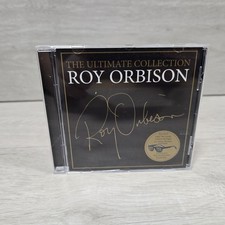 THE ULTIMATE COLLECTION
ROY ORBISON
Roy Orbison